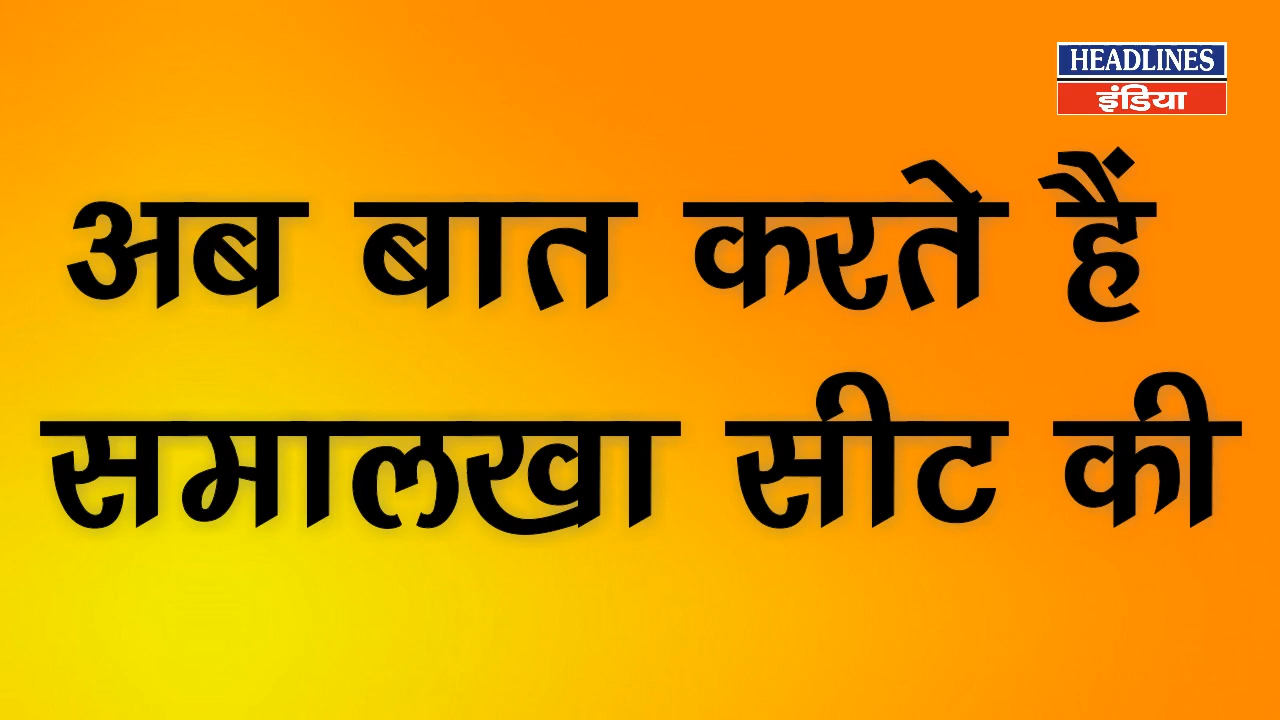 HEADLINES
इंडिया
अब बात करते हैं
समालखा सीट की